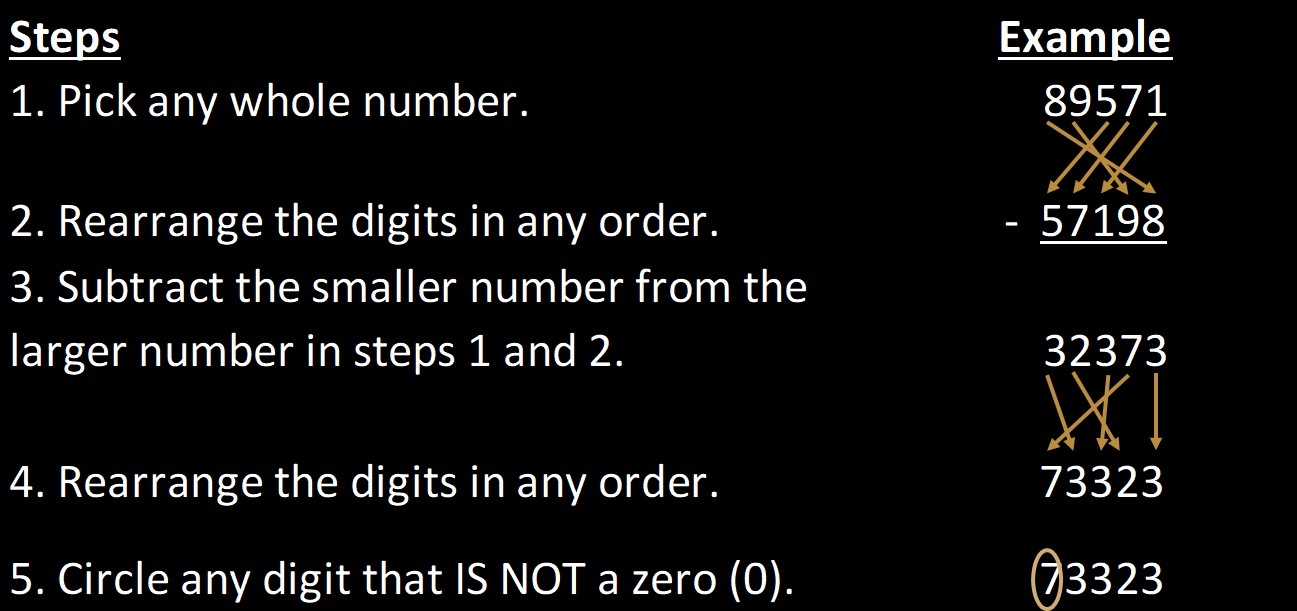 Steps Example
1. Pick any whole number. 89571
2. Rearrange the digits in any order. - 57198
3. Subtract the smaller number from the
larger number in steps 1 and 2. 32373
4. Rearrange the digits in any order. 73323
5. Circle any digit that IS NOT a zero (0). 73323